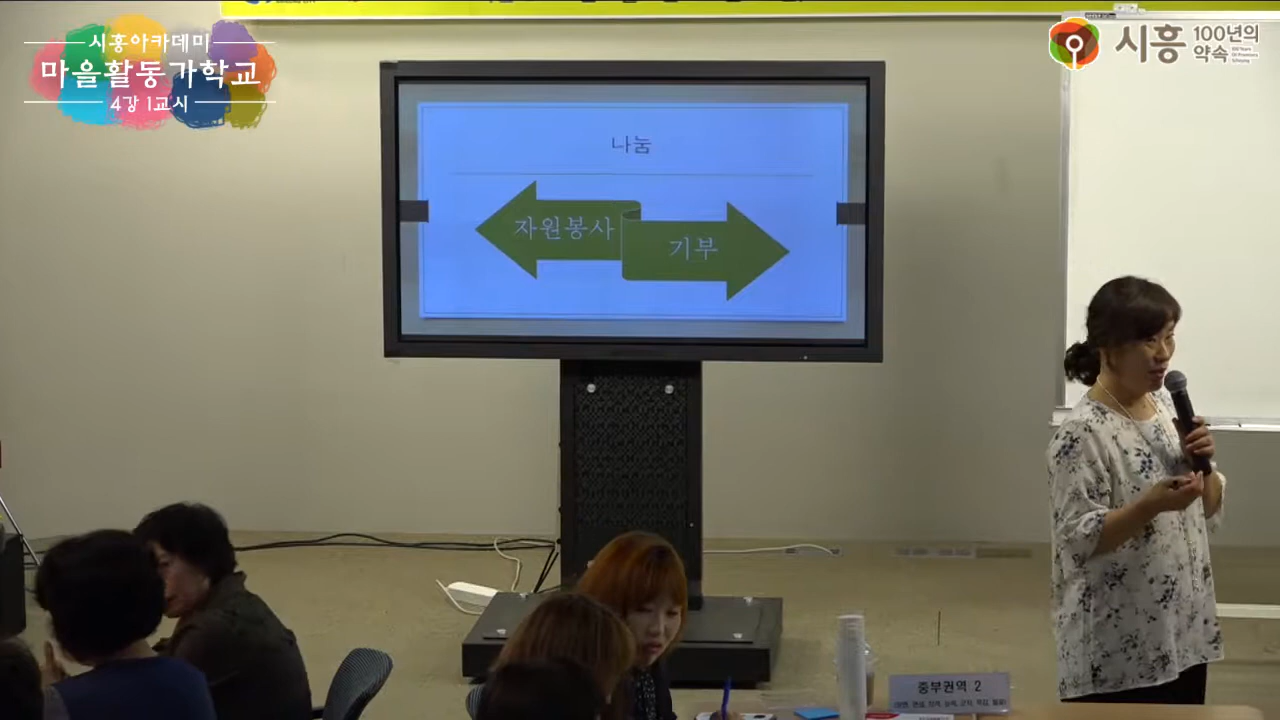 시흥아카데미
마을활동가학교
4강 1교시
시흥
100년의
약속
나눔
자원봉사
기부
중부권역 2